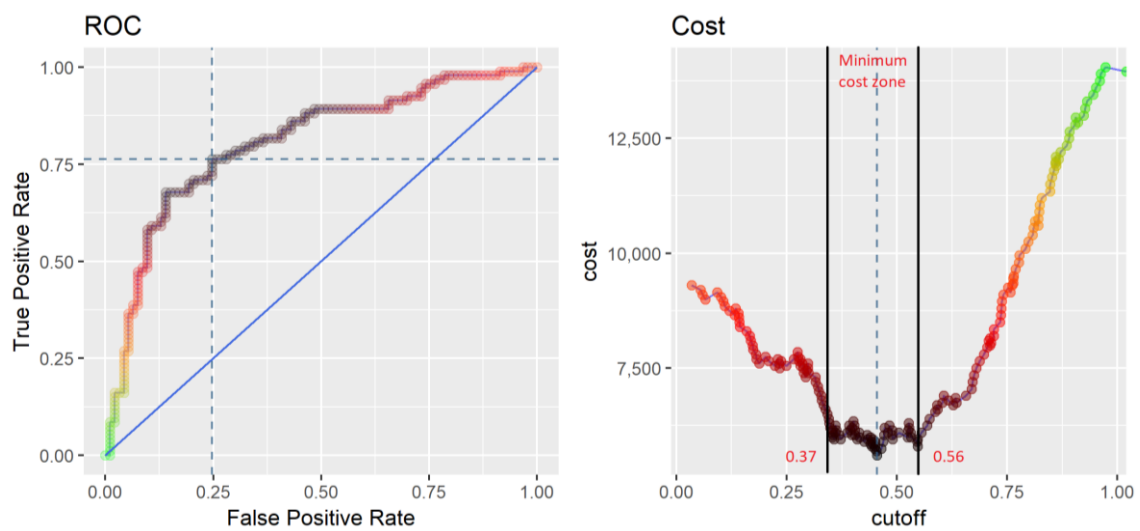 ROC
1.00
0.75
0.50
0.25
0.00
True Positive Rate
0.00
0.25
0.50
0.75
1.00
False Positive Rate
Cost
Minimum
cost zone
12,500
10,000
7,500
cost
0.37
0.56
0.00
0.25
0.50
0.75
1.00
cutoff